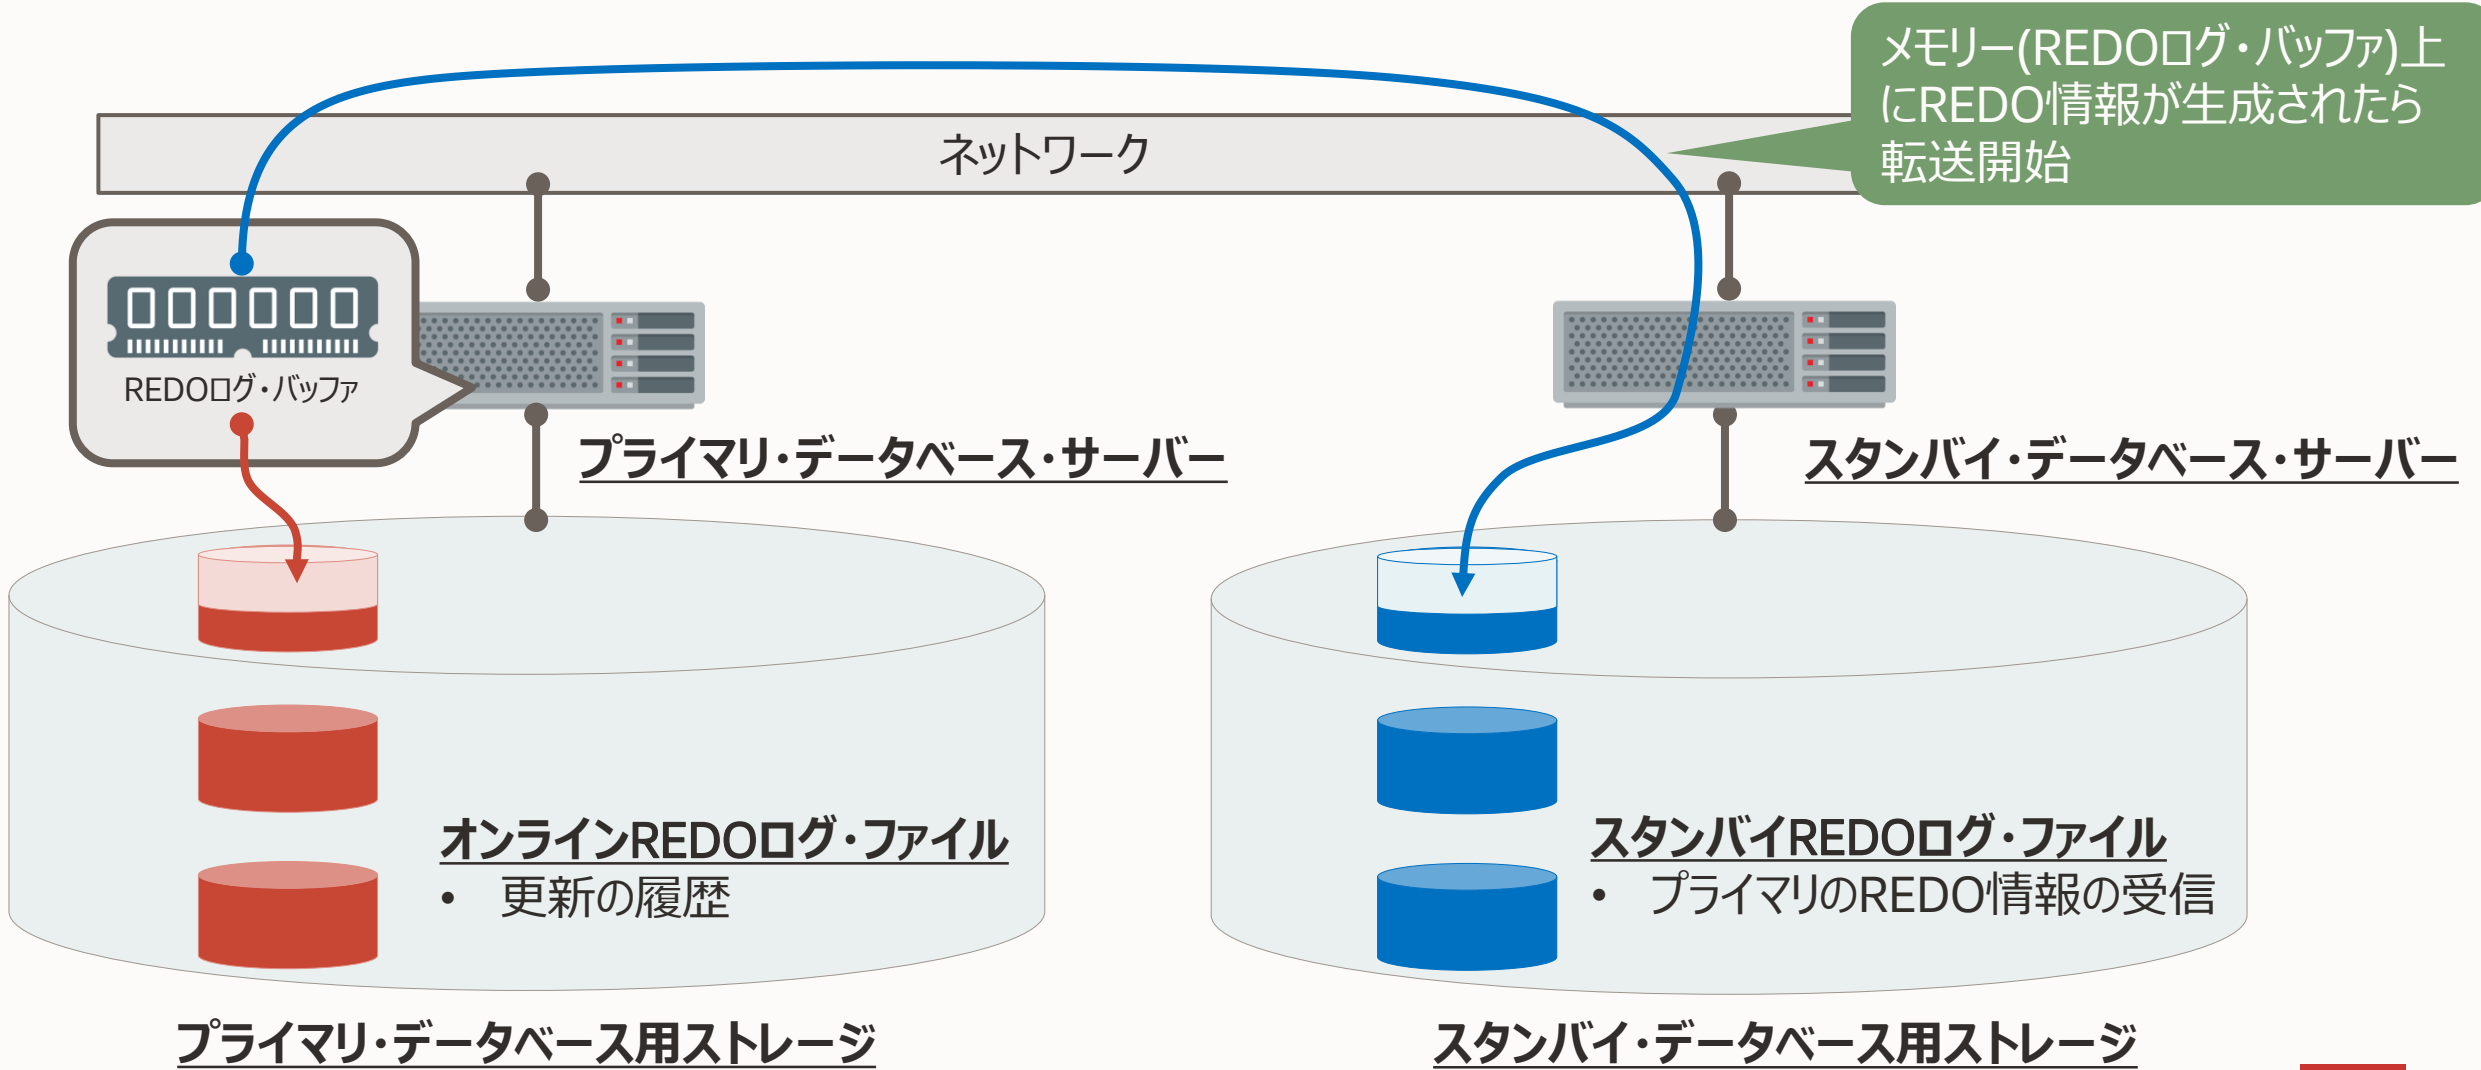 メモリー(REDOログ・バッファ)上
にREDO情報が生成されたら
転送開始
ネットワーク
REDOログ・バッファ
プライマリ・データベース・サーバー
スタンバイ・データベース・サーバー
オンラインREDOログ・ファイル
• 更新の履歴
スタンバイREDOログ・ファイル
• プライマリのREDO情報の受信
プライマリ・データベース用ストレージ
スタンバイ・データベース用ストレージ